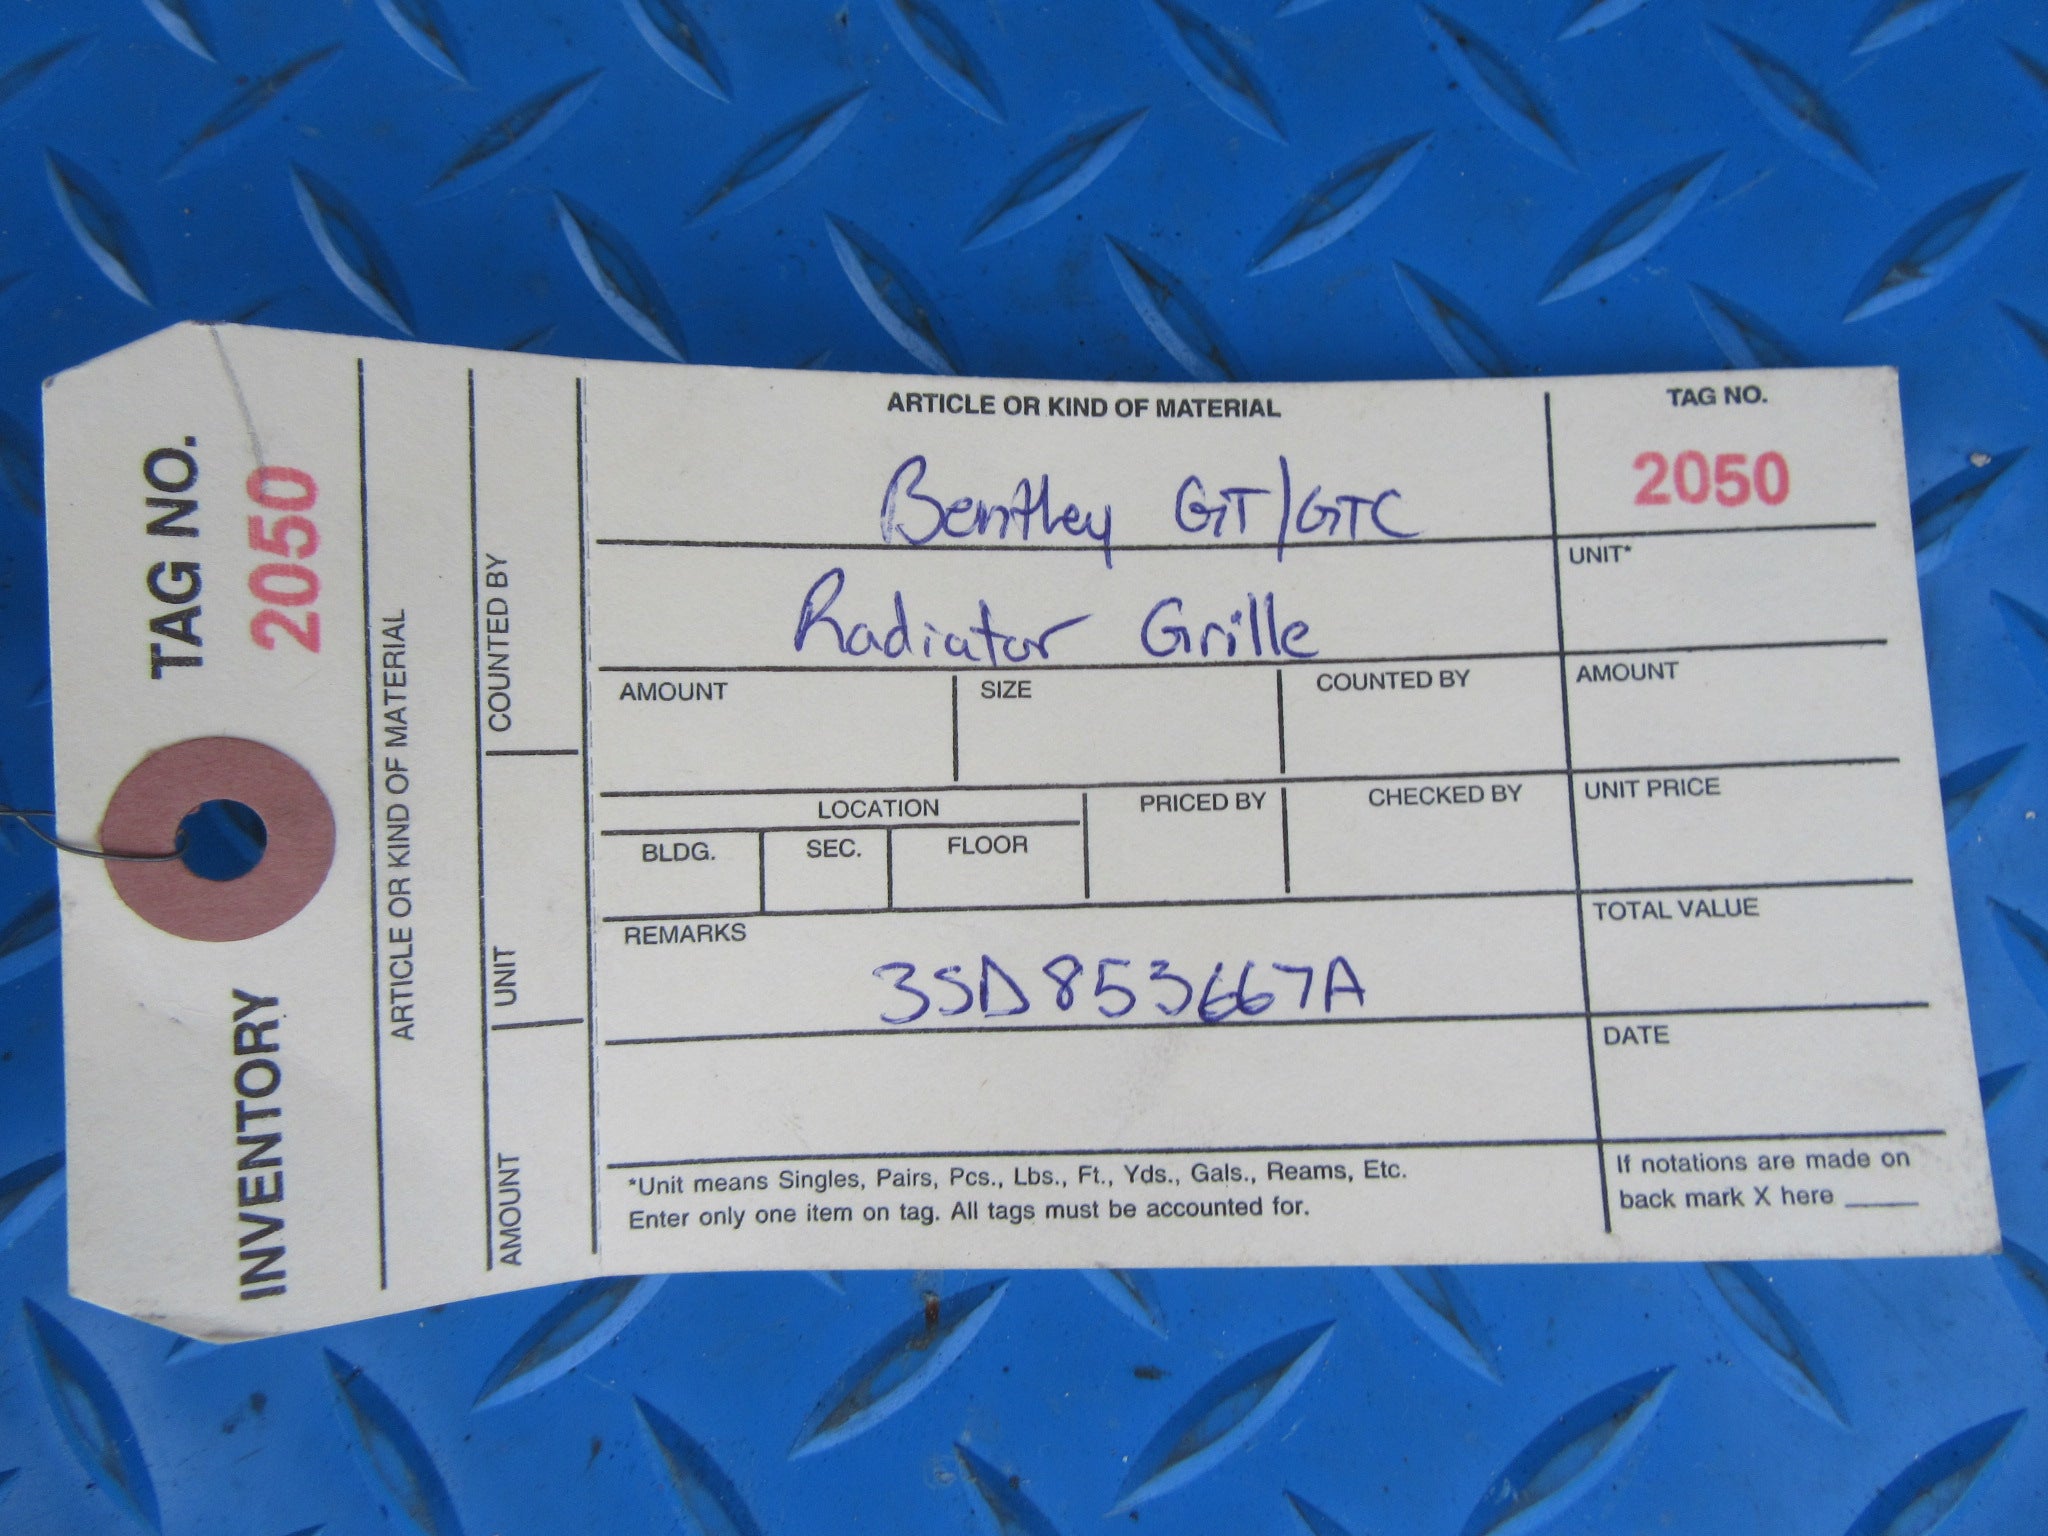 TAG NO.
2050
INVENTORY
ARTICLE OR KIND OF MATERIAL
COUNTED BY
UNIT
AMOUNT
ARTICLE OR KIND OF MATERIAL
Bentley GT/GTC
Radiator Grille
TAG NO.
2050
UNIT*
AMOUNT
SIZE
COUNTED BY
AMOUNT
LOCATION
BLDG.
SEC.
FLOOR
PRICED BY
CHECKED BY
UNIT PRICE
REMARKS
3SD853667A
TOTAL VALUE
DATE
*Unit means Singles, Pairs, Pcs., Lbs., Ft., Yds., Gals., Reams, Etc.
Enter only one item on tag. All tags must be accounted for.
If notations are made on
back mark X here _____